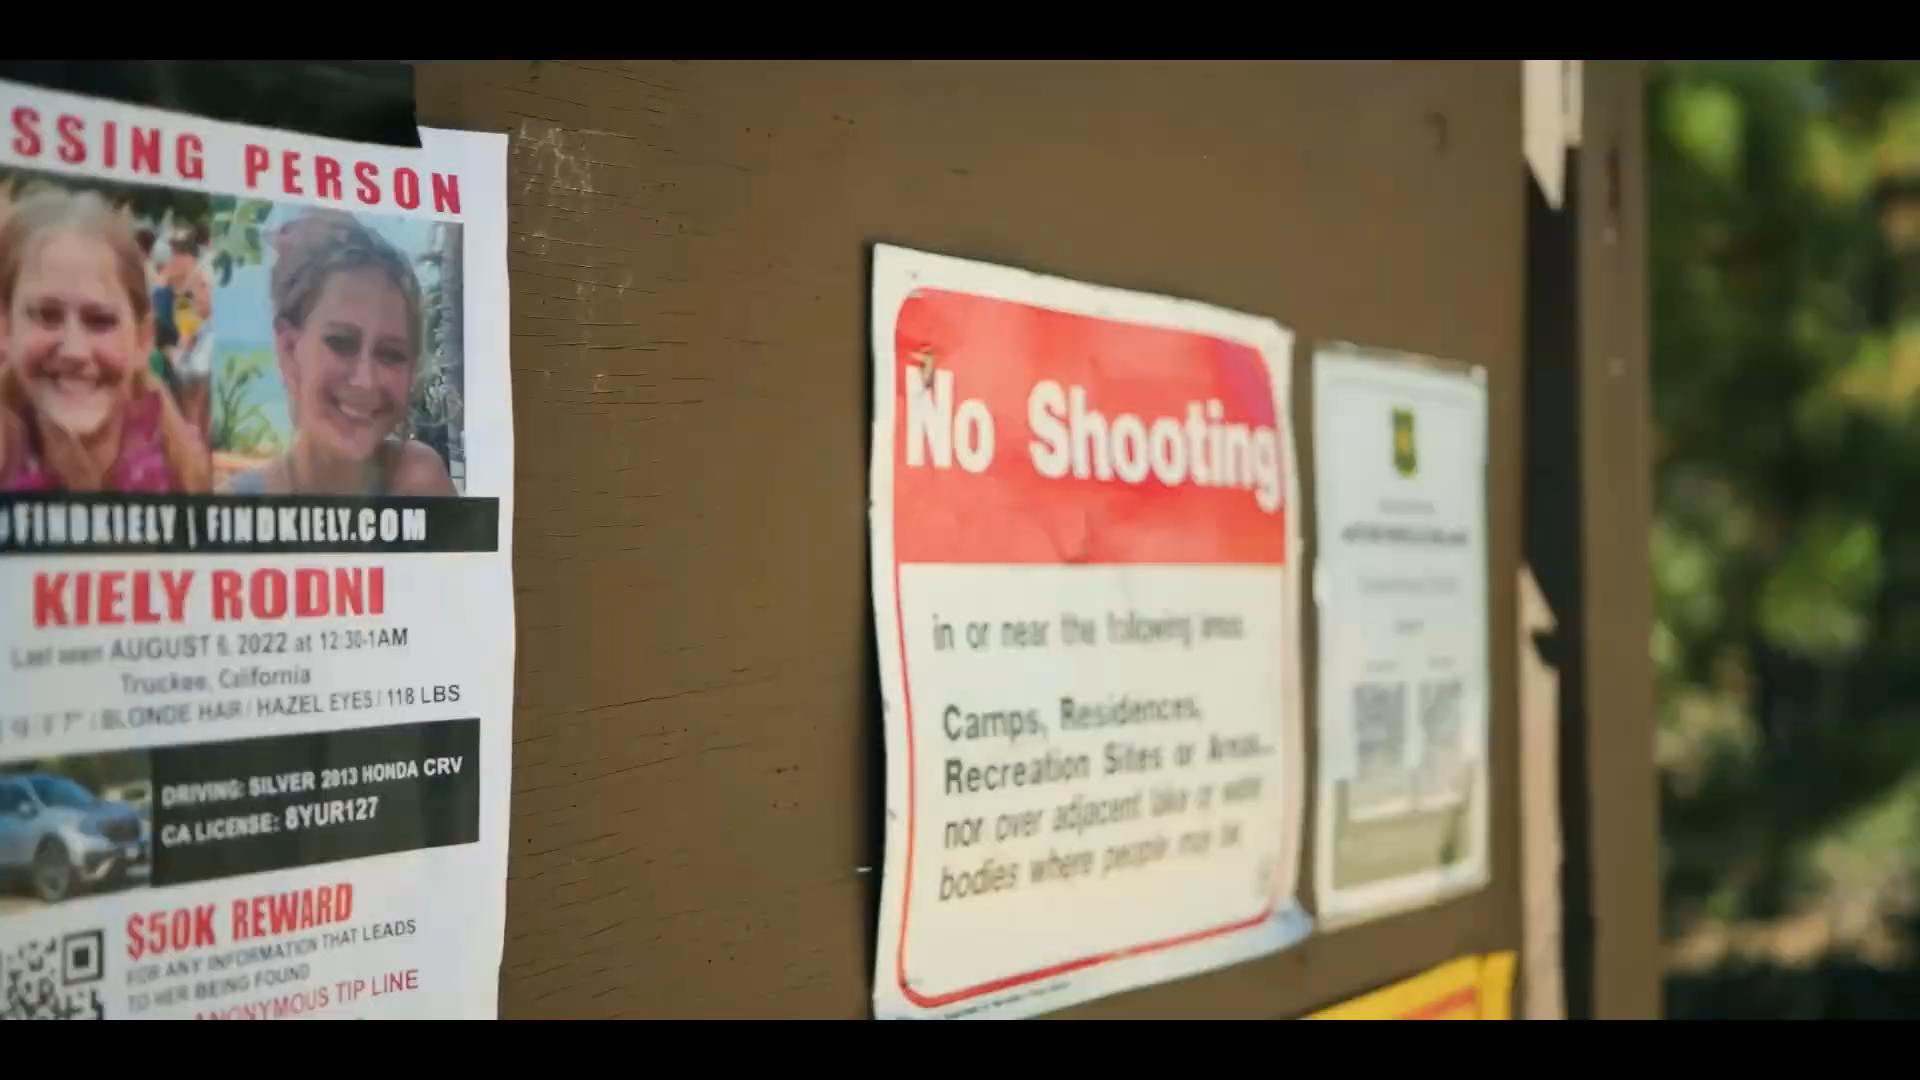 SSING PERSON
#FINDKIELY | FINDKIELY.COM
KIELY RODNI
Last seen AUGUST 6, 2022 at 12:30-1AM
Truckee, California
BLONDE HAIR / HAZEL EYES / 118 LBS
DRIVING: SILVER 2013 HONDA CRV
CA LICENSE: 8YUR127
$50K REWARD
FOR ANY INFORMATION THAT LEADS
TO HER BEING FOUND
ANONYMOUS TIP LINE
No Shooting
in or near the following areas:
Camps, Residences,
Recreation Sites or Areas...
nor over adjacent lake or water
bodies where people may be.